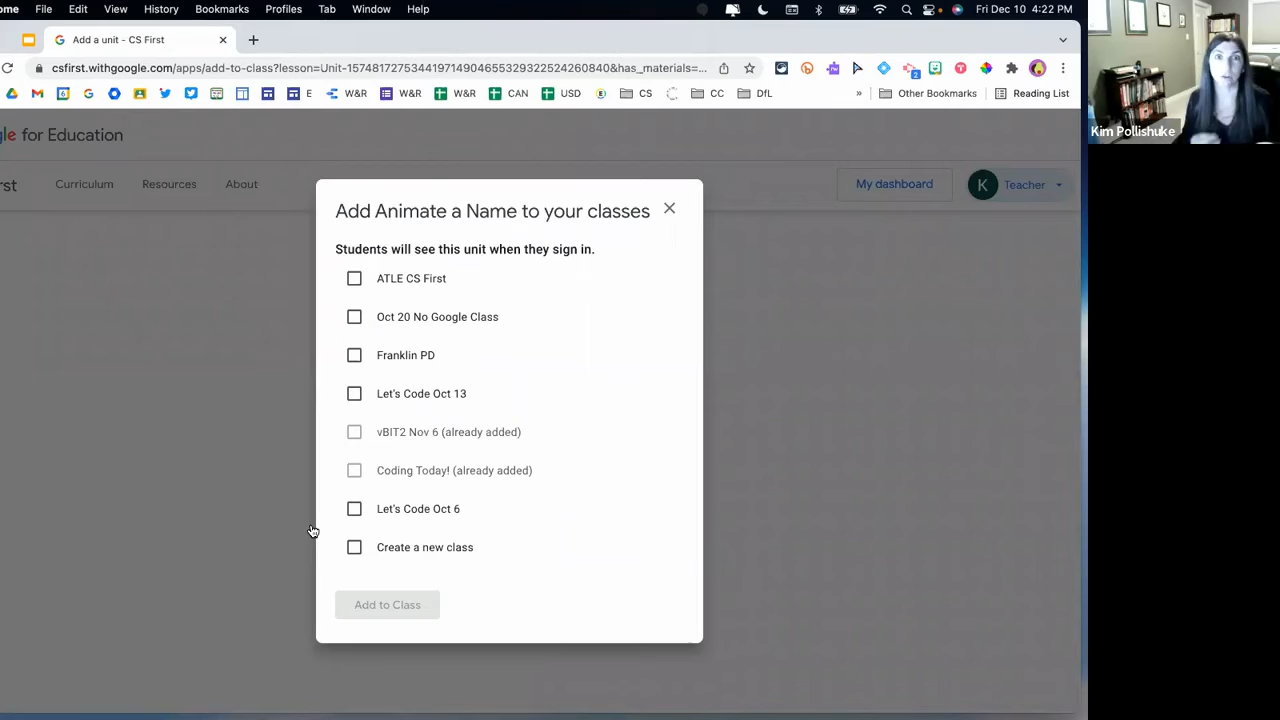 ome File Edit View History Bookmarks Profiles Tab Window Help Fri Dec 10 4:22 PM
Add a unit - CS First
csfirst.withgoogle.com/apps/add-to-class?lesson=Unit-15748172753441971490465532932252426084​0&has_materials=...
E W&R W&R W&R CAN USD CS CC DfL » Other Bookmarks Reading List
gle for Education
rst Curriculum Resources About My dashboard K Teacher
Add Animate a Name to your classes
Students will see this unit when they sign in.
ATLE CS First
Oct 20 No Google Class
Franklin PD
Let's Code Oct 13
vBIT2 Nov 6 (already added)
Coding Today! (already added)
Let's Code Oct 6
Create a new class
Add to Class
Kim Pollishuke